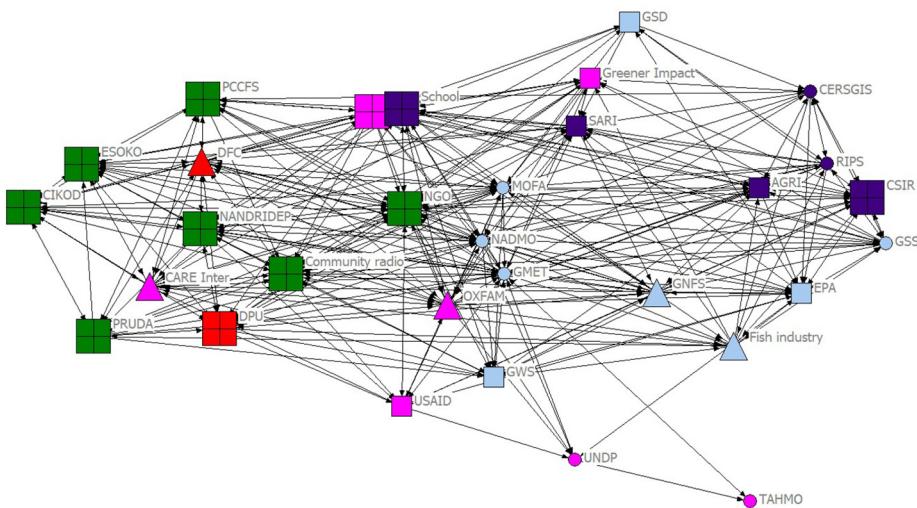 GSD
Greener Impact
PCCFS
School
CERSGIS
SARI
ESOKO
DFC
RIPS
CIKOD
NGO
MOFA
AGRI
CSIR
NANDRIDEP
NADMO
GSS
Community radio
GMET
CARE Inter
OXFAM
GNFS
EPA
PRUDA
DPU
Fish industry
GWS
USAID
UNDP
TAHMO